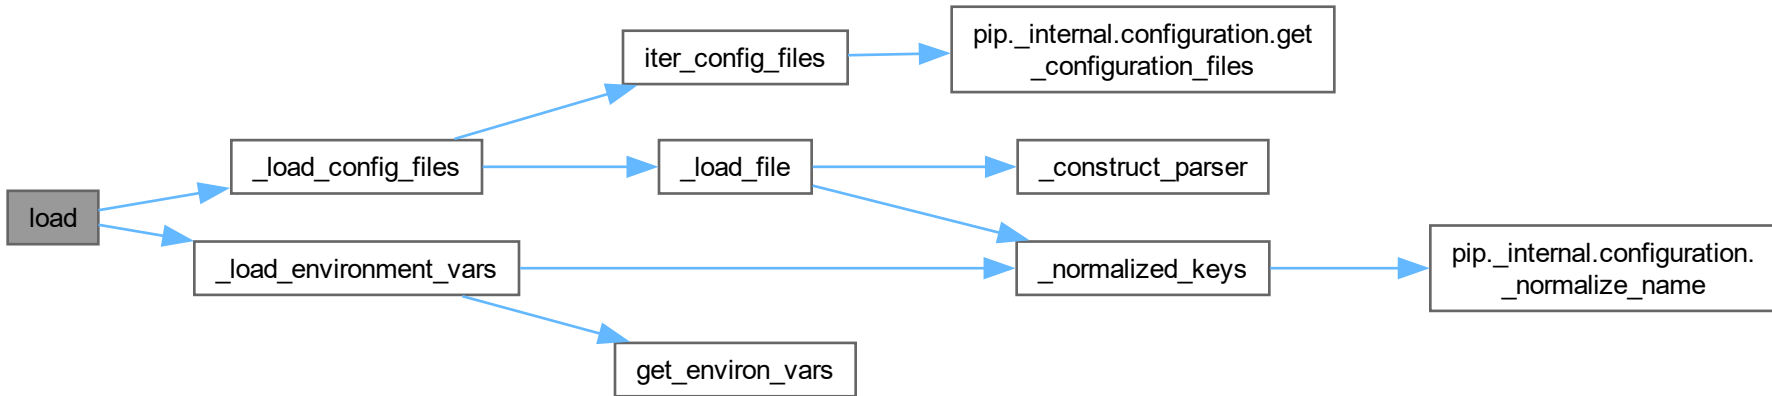 load
_load_config_files
_load_environment_vars
iter_config_files
_load_file
get_environ_vars
pip._internal.configuration.get
_configuration_files
_construct_parser
_normalized_keys
pip._internal.configuration.
_normalize_name